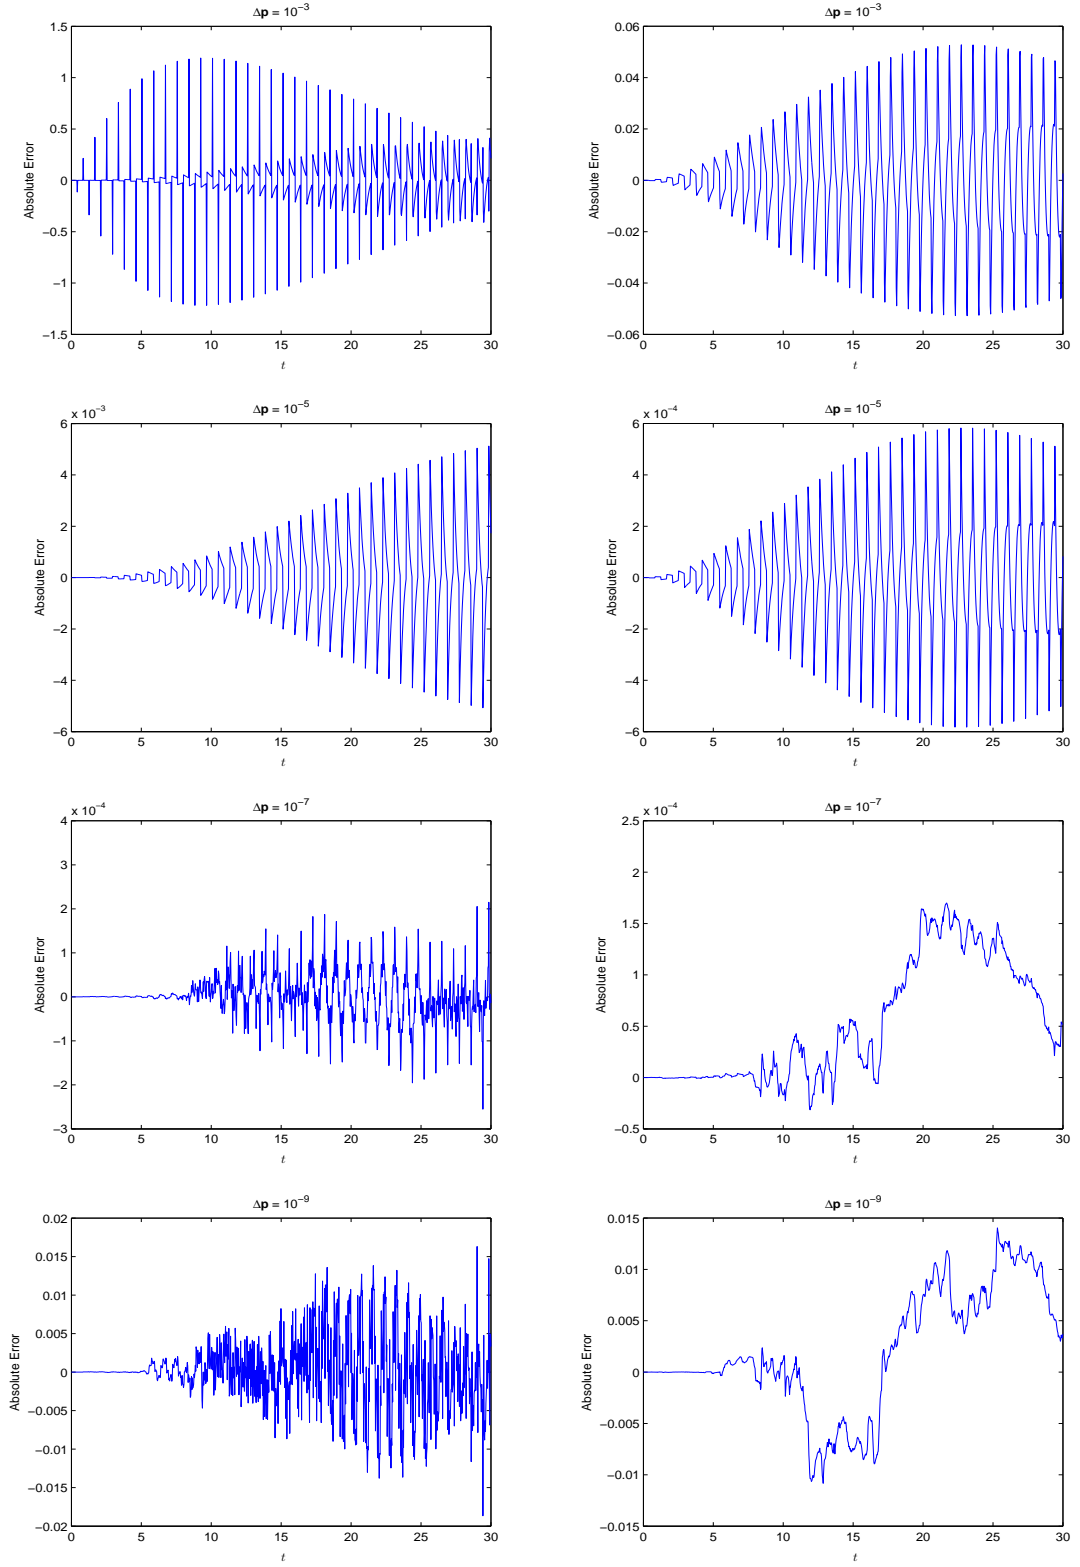 Δp = 10⁻³
1.5
1
0.5
0
−0.5
−1
−1.5
Absolute Error
0 5 10 15 20 25 30
t
Δp = 10⁻³
0.06
0.04
0.02
0
−0.02
−0.04
−0.06
Absolute Error
0 5 10 15 20 25 30
t
x 10⁻³
Δp = 10⁻⁵
6
4
2
0
−2
−4
−6
Absolute Error
0 5 10 15 20 25 30
t
x 10⁻⁴
Δp = 10⁻⁵
6
4
2
0
−2
−4
−6
Absolute Error
0 5 10 15 20 25 30
t
x 10⁻⁴
Δp = 10⁻⁷
4
3
2
1
0
−1
−2
−3
Absolute Error
0 5 10 15 20 25 30
t
x 10⁻⁴
Δp = 10⁻⁷
2.5
2
1.5
1
0.5
0
−0.5
Absolute Error
0 5 10 15 20 25 30
t
Δp = 10⁻⁹
0.02
0.015
0.01
0.005
0
−0.005
−0.01
−0.015
−0.02
Absolute Error
0 5 10 15 20 25 30
t
Δp = 10⁻⁹
0.015
0.01
0.005
0
−0.005
−0.01
−0.015
Absolute Error
0 5 10 15 20 25 30
t